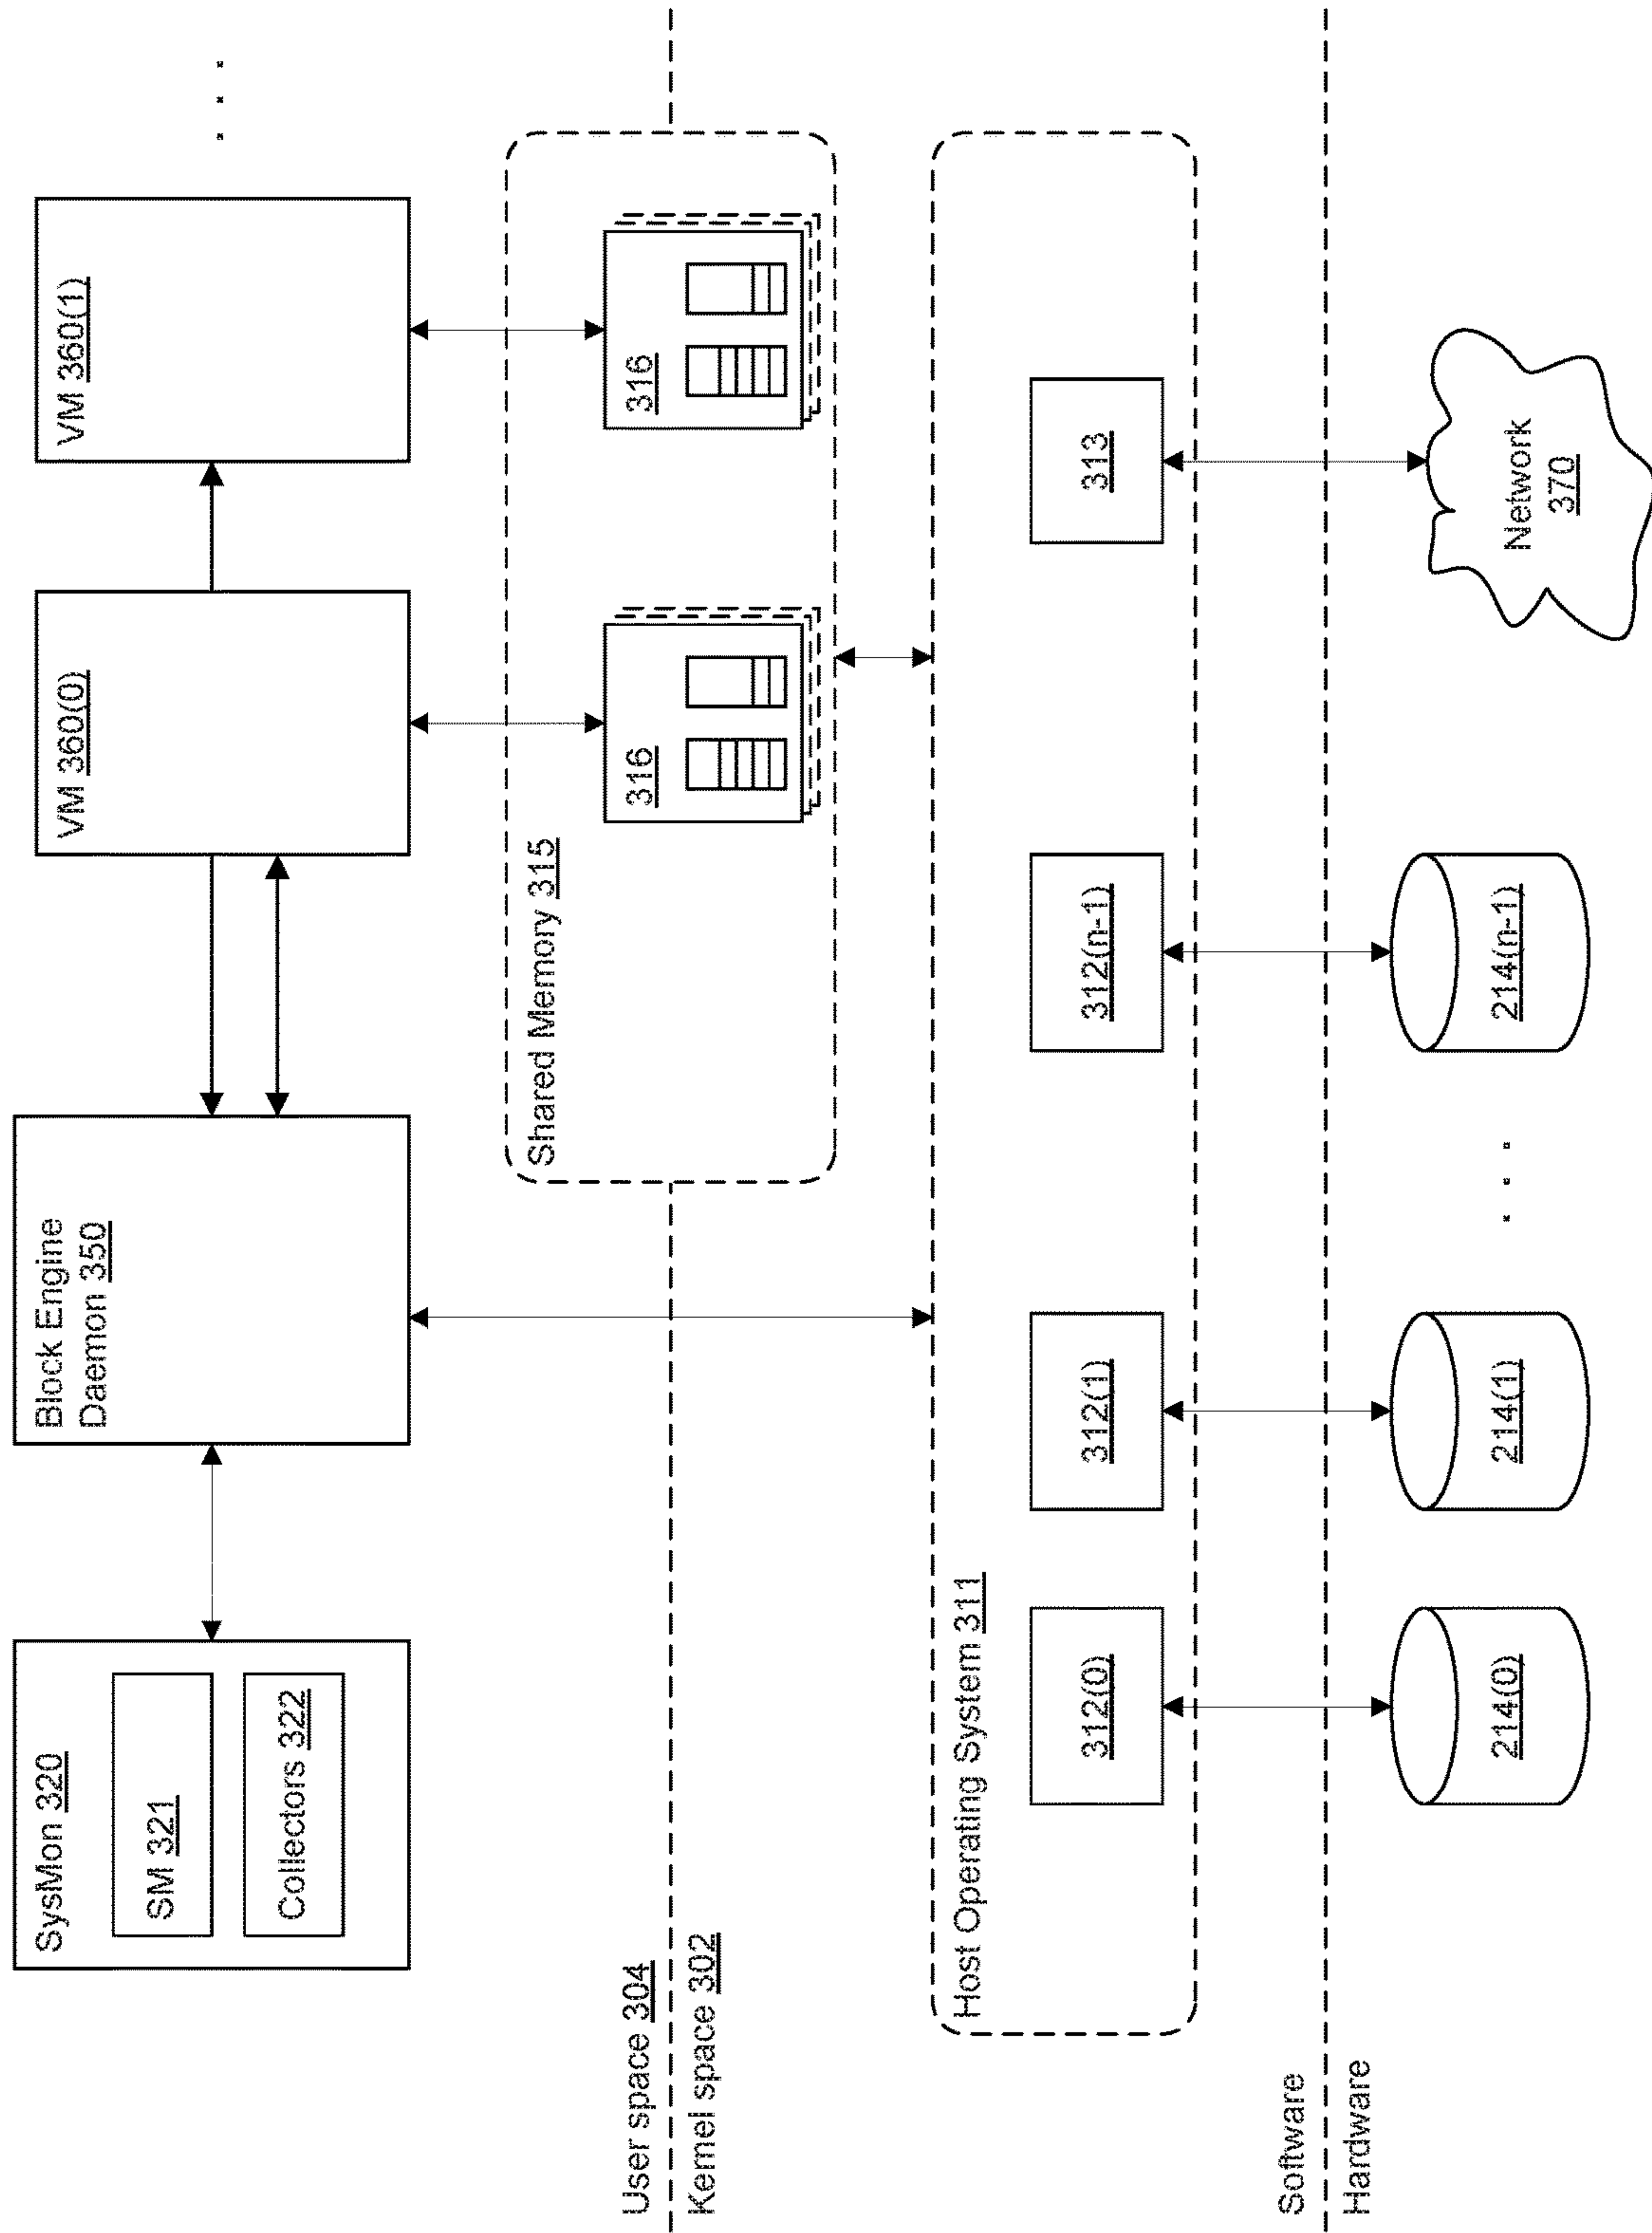 SysMon 320
SM 321
Collectors 322
Block Engine
Daemon 350
VM 360(0)
VM 360(1)
. . .
User space 304
Kernel space 302
Shared Memory 315
316
316
Host Operating System 311
312(0)
312(1)
312(n-1)
313
Software
Hardware
214(0)
214(1)
. . .
214(n-1)
Network
370